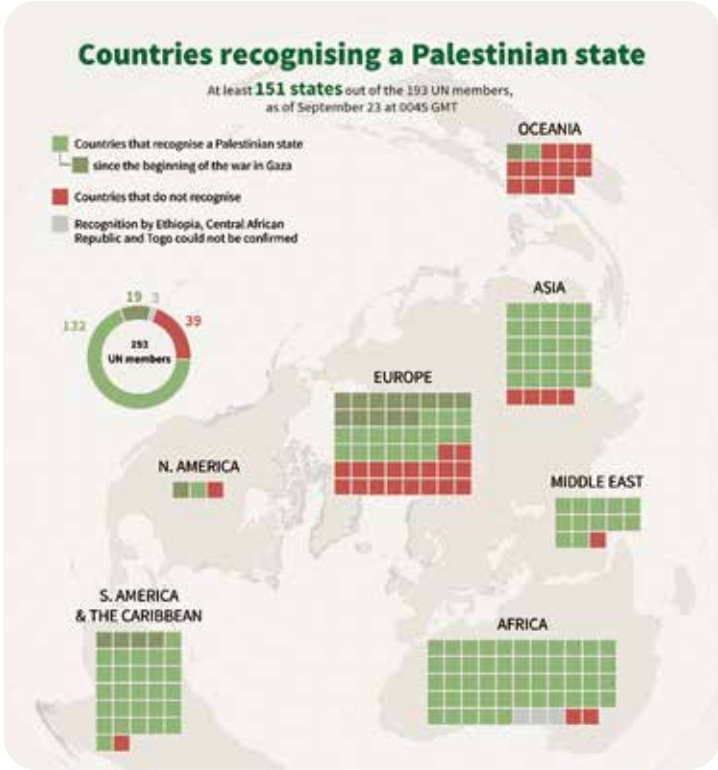 Countries recognising a Palestinian state
At least 151 states out of the 193 UN members,
as of September 23 at 0045 GMT
Countries that recognise a Palestinian state
since the beginning of the war in Gaza
Countries that do not recognise
Recognition by Ethiopia, Central African
Republic and Togo could not be confirmed
OCEANIA
ASIA
19
3
132
39
193
UN members
EUROPE
N. AMERICA
MIDDLE EAST
S. AMERICA
& THE CARIBBEAN
AFRICA